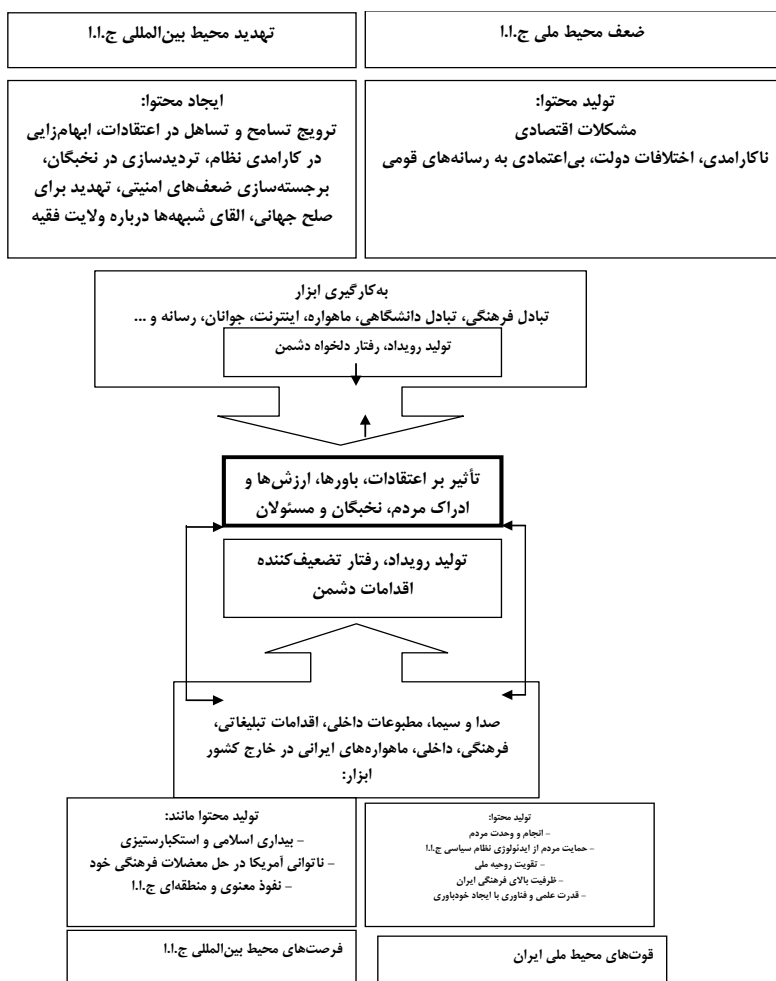 ضعف محیط ملی ج.ا.ا
تهدید محیط بین‌المللی ج.ا.ا
تولید محتوا:
مشکلات اقتصادی
ناکارامدی، اختلافات دولت، بی‌اعتمادی به رسانه‌های قومی
ایجاد محتوا:
ترویج تسامح و تساهل در اعتقادات، ابهام‌زایی
در کارامدی نظام، تردیدسازی در نخبگان،
برجسته‌سازی ضعف‌های امنیتی، تهدید برای
صلح جهانی، القای شبهه‌ها درباره ولایت فقیه
به‌کارگیری ابزار
تبادل فرهنگی، تبادل دانشگاهی، ماهواره، اینترنت، جوانان، رسانه و ...
تولید رویداد، رفتار دلخواه دشمن
تأثیر بر اعتقادات، باورها، ارزش‌ها و
ادراک مردم، نخبگان و مسئولان
تولید رویداد، رفتار تضعیف‌کننده
اقدامات دشمن
صدا و سیما، مطبوعات داخلی، اقدامات تبلیغاتی،
فرهنگی، داخلی، ماهواره‌های ایرانی در خارج کشور
ابزار:
تولید محتوا:
- انجام و وحدت مردم
- حمایت مردم از ایدئولوژی نظام سیاسی ج.ا.ا
- تقویت روحیه ملی
- ظرفیت بالای فرهنگی ایران
- قدرت علمی و فناوری با ایجاد خودباوری
تولید محتوا مانند:
- بیداری اسلامی و استکبارستیزی
- ناتوانی آمریکا در حل معضلات فرهنگی خود
- نفوذ معنوی و منطقه‌ای ج.ا.ا
قوت‌های محیط ملی ایران
فرصت‌های محیط بین‌المللی ج.ا.ا